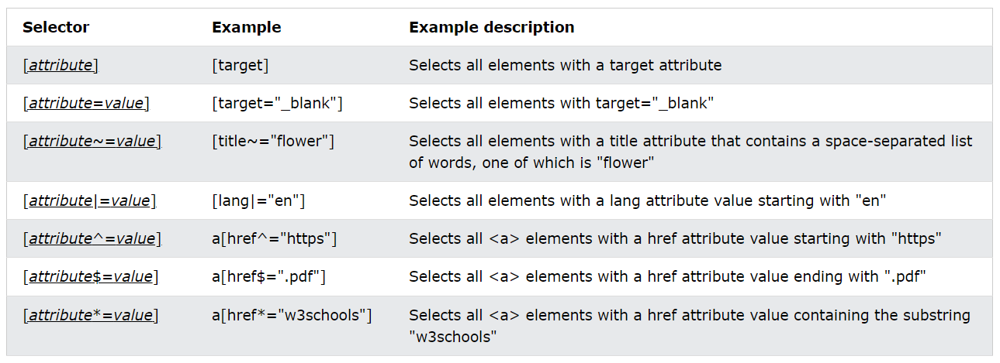 Selector Example Example description
[attribute] [target] Selects all elements with a target attribute
[attribute=value] [target="_blank"] Selects all elements with target="_blank"
[attribute~=value] [title~="flower"] Selects all elements with a title attribute that contains a space-separated list
of words, one of which is "flower"
[attribute|=value] [lang|="en"] Selects all elements with a lang attribute value starting with "en"
[attribute^=value] a[href^="https"] Selects all <a> elements with a href attribute value starting with "https"
[attribute$=value] a[href$=".pdf"] Selects all <a> elements with a href attribute value ending with ".pdf"
[attribute*=value] a[href*="w3schools"] Selects all <a> elements with a href attribute value containing the substring
"w3schools"